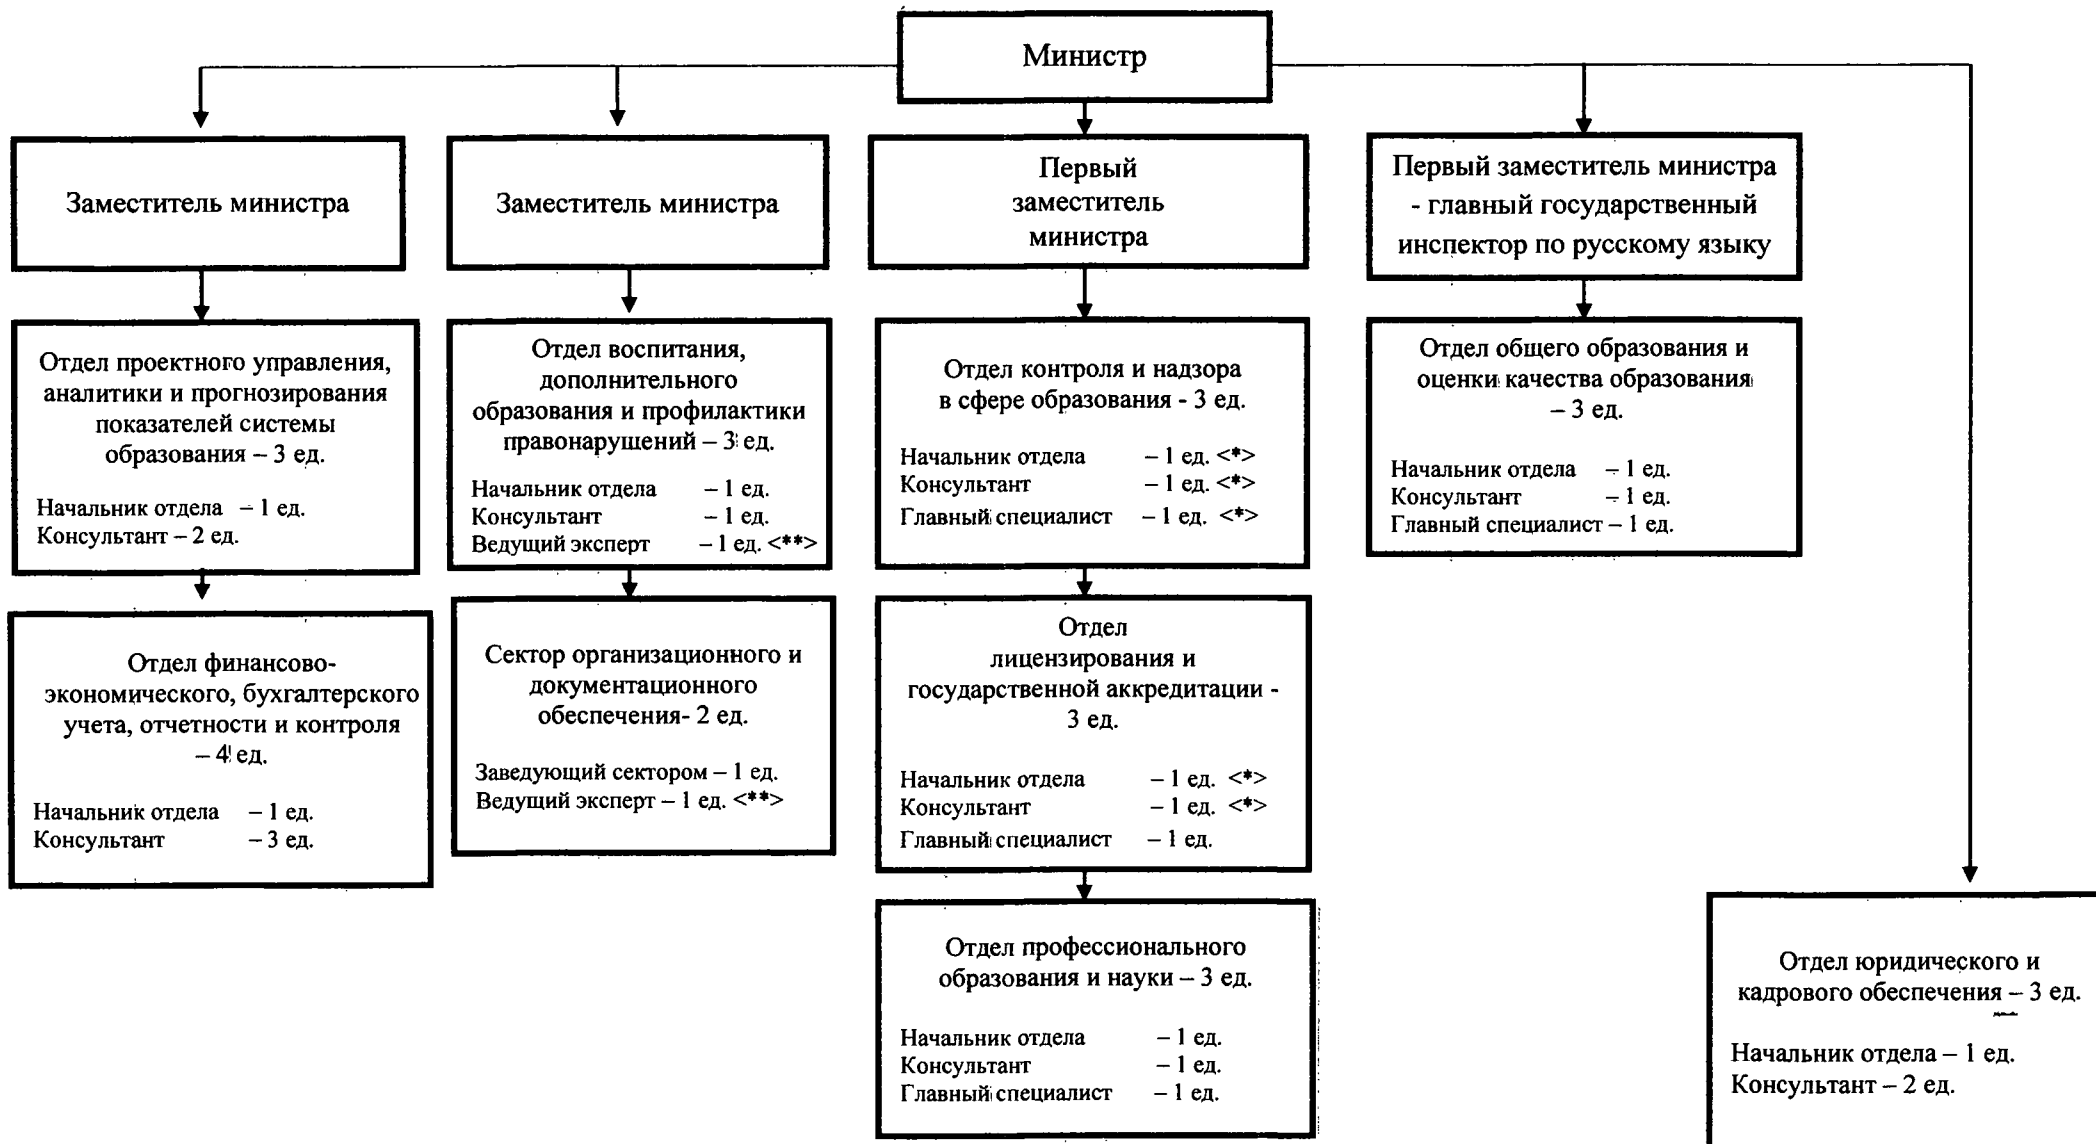 Министр
Заместитель министра
Заместитель министра
Первый
заместитель
министра
Первый заместитель министра
- главный государственный
инспектор по русскому языку
Отдел проектного управления,
аналитики и прогнозирования
показателей системы
образования – 3 ед.
Начальник отдела – 1 ед.
Консультант – 2 ед.
Отдел воспитания,
дополнительного
образования и профилактики
правонарушений – 3 ед.
Начальник отдела – 1 ед.
Консультант – 1 ед.
Ведущий эксперт – 1 ед. <**>
Отдел контроля и надзора
в сфере образования - 3 ед.
Начальник отдела – 1 ед. <*>
Консультант – 1 ед. <*>
Главный специалист – 1 ед. <*>
Отдел общего образования и
оценки качества образования
– 3 ед.
Начальник отдела – 1 ед.
Консультант – 1 ед.
Главный специалист – 1 ед.
Отдел финансово-
экономического, бухгалтерского
учета, отчетности и контроля
– 4 ед.
Начальник отдела – 1 ед.
Консультант – 3 ед.
Сектор организационного и
документационного
обеспечения- 2 ед.
Заведующий сектором – 1 ед.
Ведущий эксперт – 1 ед. <**>
Отдел
лицензирования и
государственной аккредитации -
3 ед.
Начальник отдела – 1 ед. <*>
Консультант – 1 ед. <*>
Главный специалист – 1 ед.
Отдел профессионального
образования и науки – 3 ед.
Начальник отдела – 1 ед.
Консультант – 1 ед.
Главный специалист – 1 ед.
Отдел юридического и
кадрового обеспечения – 3 ед.
Начальник отдела – 1 ед.
Консультант – 2 ед.